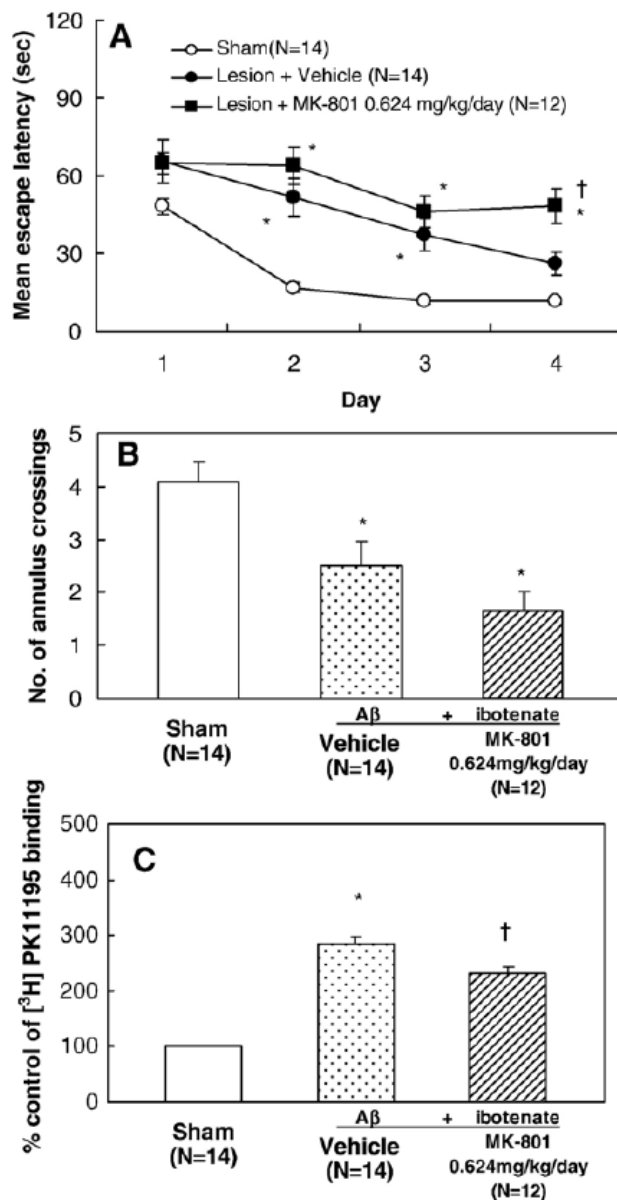 A
Sham(N=14)
Lesion + Vehicle (N=14)
Lesion + MK-801 0.624 mg/kg/day (N=12)
Mean escape latency (sec)
120
90
60
30
0
*
*
*
*
†
*
1 2 3 4
Day
B
No. of annulus crossings
5
4
3
2
1
0
*
*
Sham
(N=14)
Aβ + ibotenate
Vehicle
(N=14)
MK-801
0.624mg/kg/day
(N=12)
C
% control of [³H] PK11195 binding
500
400
300
200
100
0
*
†
Sham
(N=14)
Aβ + ibotenate
Vehicle
(N=14)
MK-801
0.624mg/kg/day
(N=12)